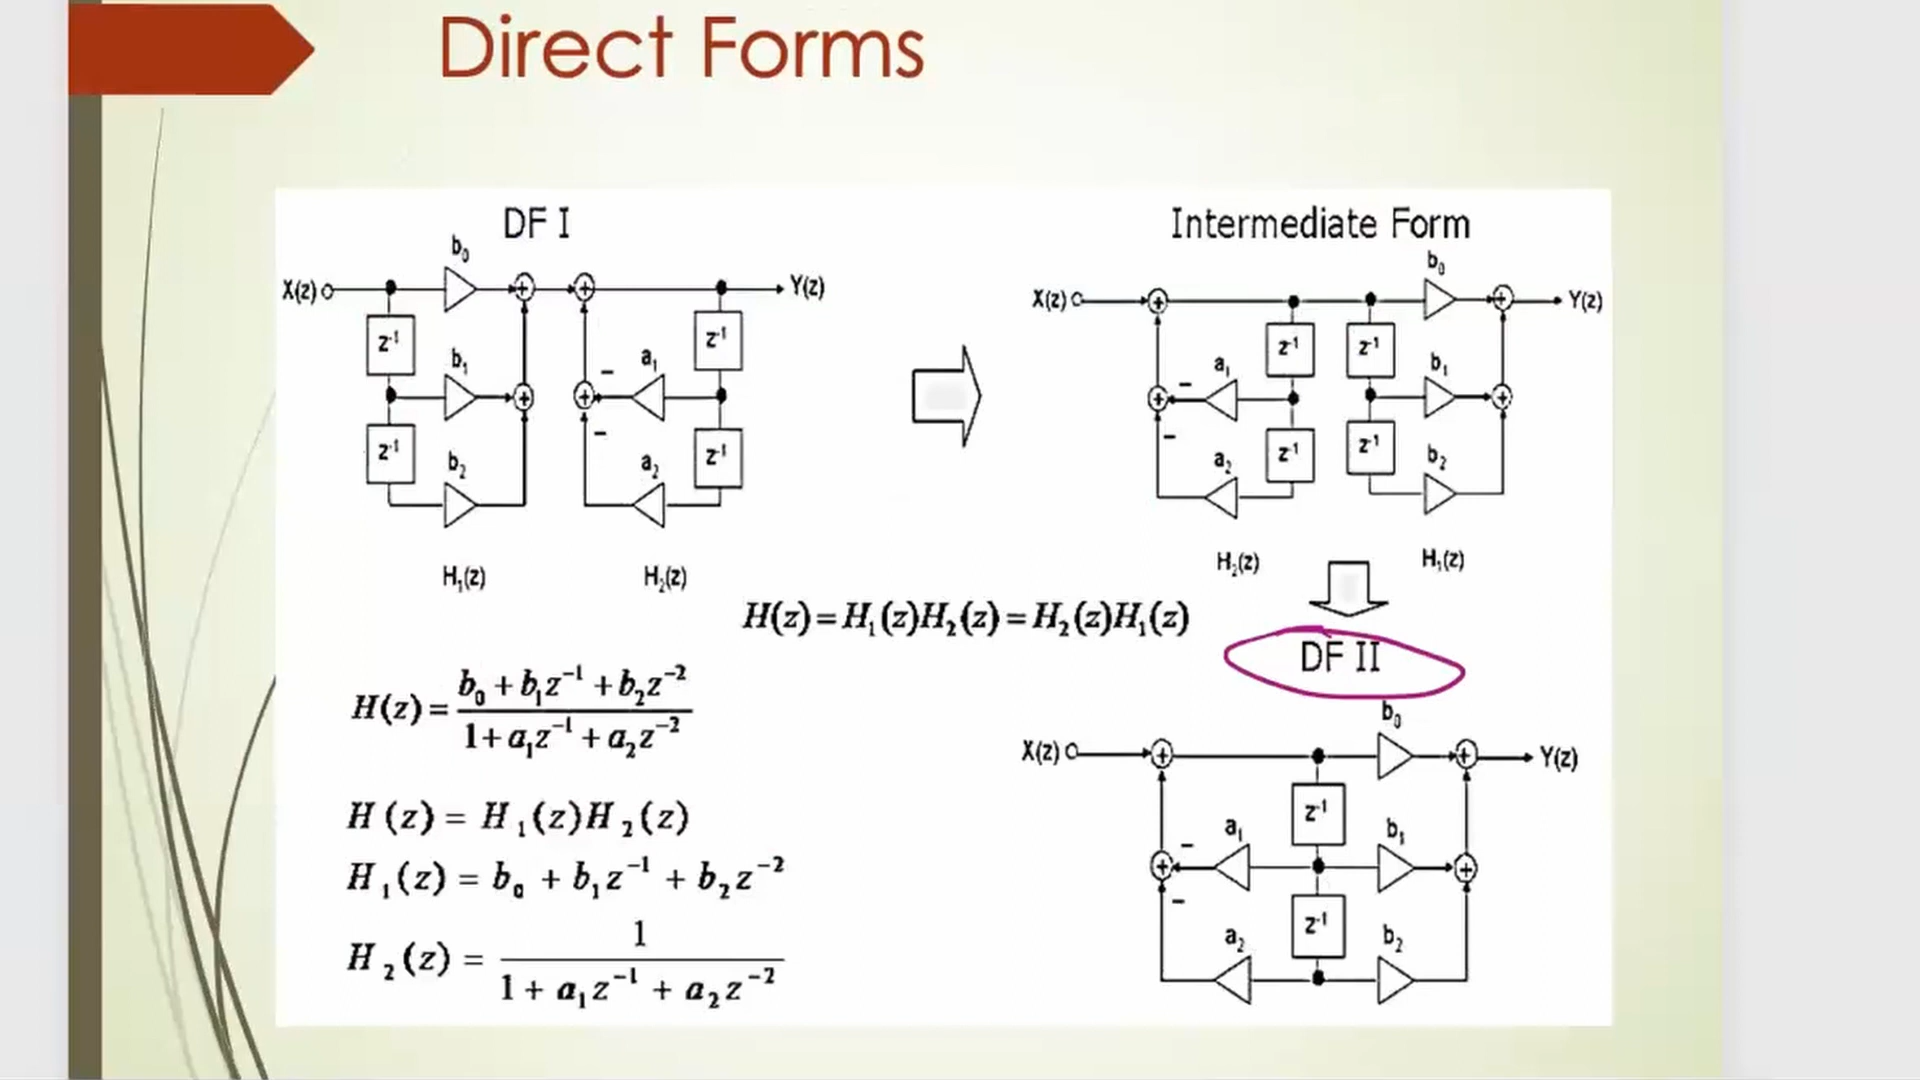 Direct Forms
DF I
b₀
X(z)
Y(z)
z⁻¹
z⁻¹
b₁
a₁
−
z⁻¹
z⁻¹
−
b₂
a₂
H₁(z)
H₂(z)
Intermediate Form
b₀
X(z)
Y(z)
z⁻¹
z⁻¹
a₁
b₁
−
−
z⁻¹
z⁻¹
a₂
b₂
H₂(z)
H₁(z)
H(z)=H₁(z)H₂(z)=H₂(z)H₁(z)
DF II
b₀
X(z)
Y(z)
z⁻¹
a₁
b₁
−
−
z⁻¹
a₂
b₂
H(z)= b₀+b₁z⁻¹+b₂z⁻² / 1+a₁z⁻¹+a₂z⁻²
H(z) = H₁(z)H₂(z)
H₁(z) = b₀ + b₁z⁻¹ + b₂z⁻²
H₂(z) = 1 / 1 + a₁z⁻¹ + a₂z⁻²